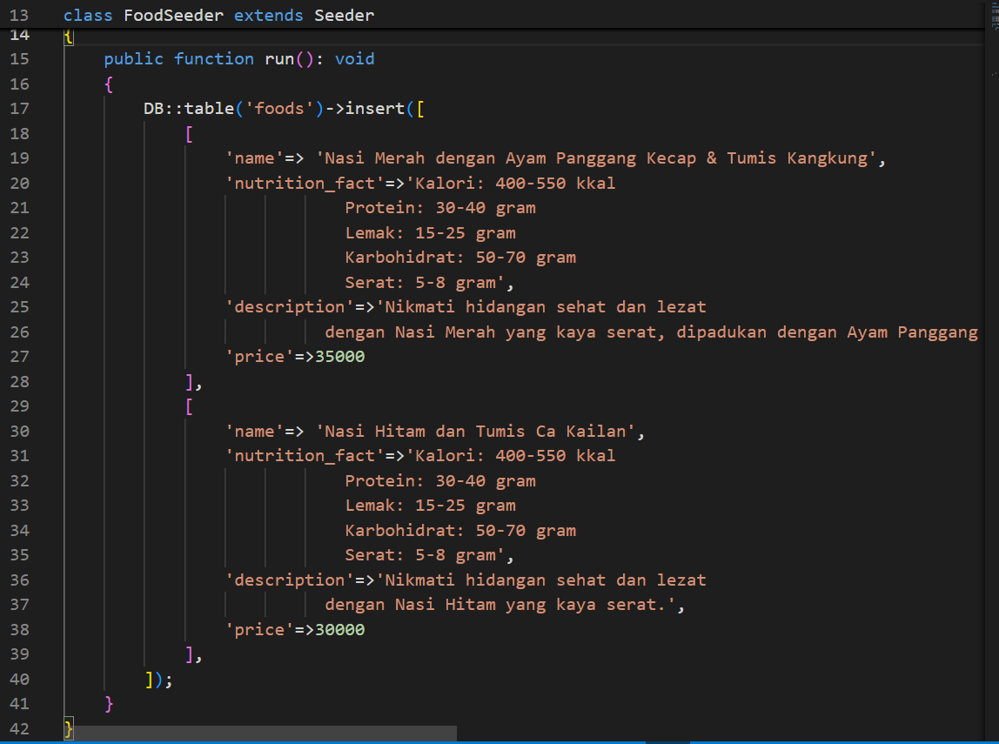 13 class FoodSeeder extends Seeder
14 {
15 public function run(): void
16 {
17 DB::table('foods')->insert([
18 [
19 'name'=> 'Nasi Merah dengan Ayam Panggang Kecap & Tumis Kangkung',
20 'nutrition_fact'=>'Kalori: 400-550 kkal
21 Protein: 30-40 gram
22 Lemak: 15-25 gram
23 Karbohidrat: 50-70 gram
24 Serat: 5-8 gram',
25 'description'=>'Nikmati hidangan sehat dan lezat
26 dengan Nasi Merah yang kaya serat, dipadukan dengan Ayam Panggang
27 'price'=>35000
28 ],
29 [
30 'name'=> 'Nasi Hitam dan Tumis Ca Kailan',
31 'nutrition_fact'=>'Kalori: 400-550 kkal
32 Protein: 30-40 gram
33 Lemak: 15-25 gram
34 Karbohidrat: 50-70 gram
35 Serat: 5-8 gram',
36 'description'=>'Nikmati hidangan sehat dan lezat
37 dengan Nasi Hitam yang kaya serat.',
38 'price'=>30000
39 ],
40 ]);
41 }
42 }